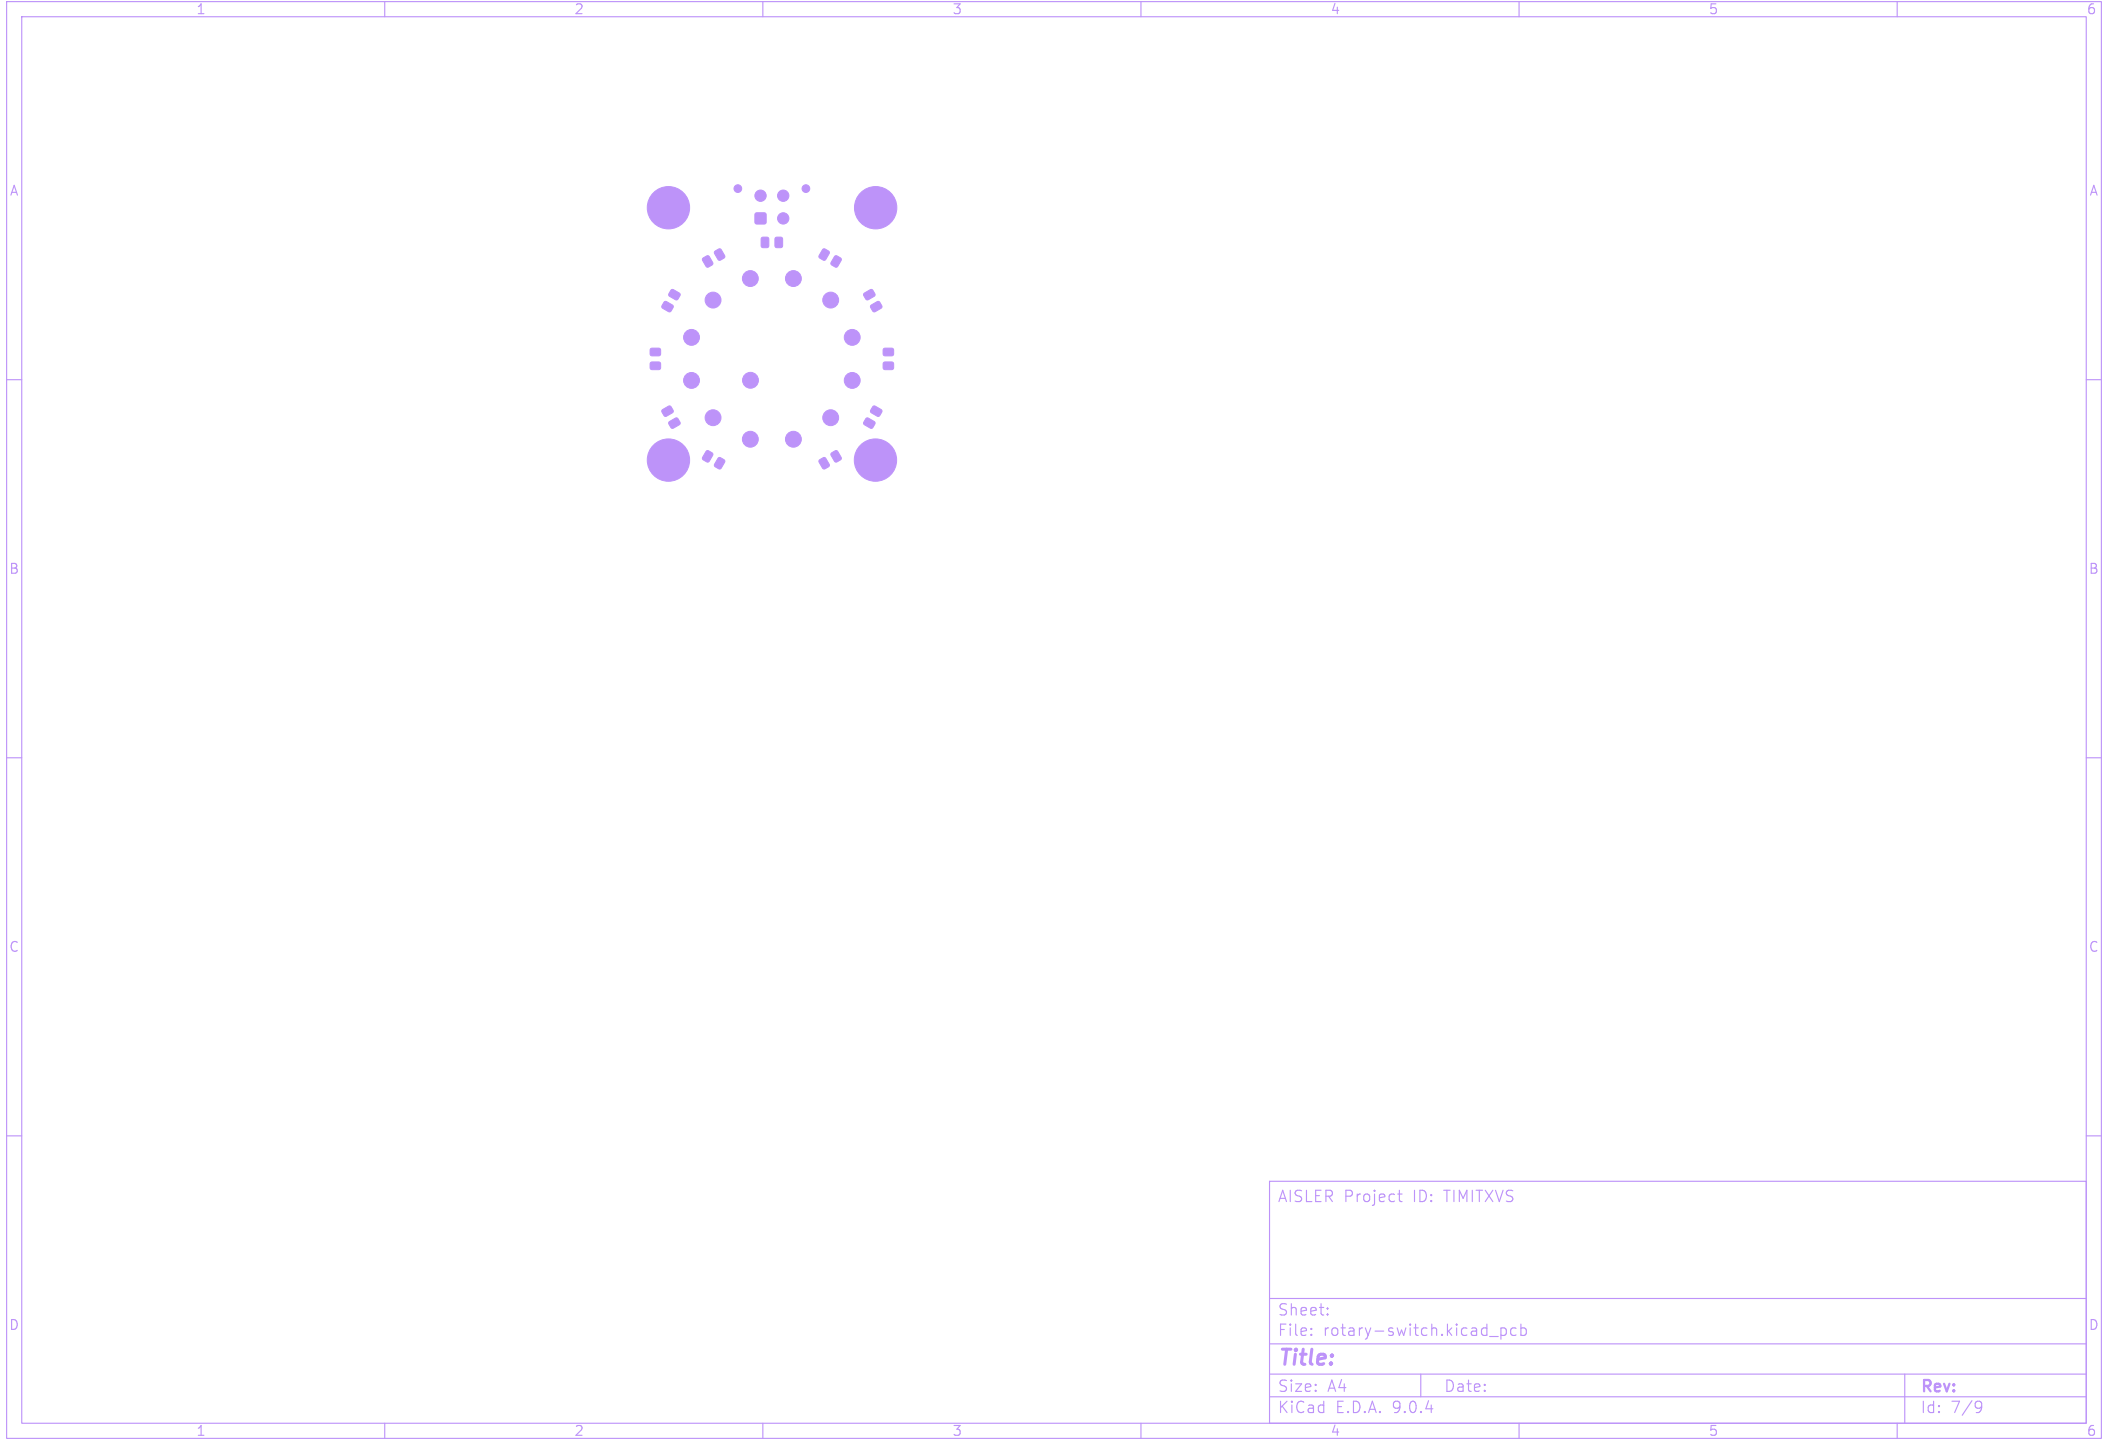 1 2 3 4 5 6
A A
B B
C C
AISLER Project ID: TIMITXVS
Sheet:
D D
File: rotary-switch.kicad_pcb
Title:
Size: A4 Date: Rev:
KiCad E.D.A. 9.0.4 Id: 7/9
1 2 3 4 5 6